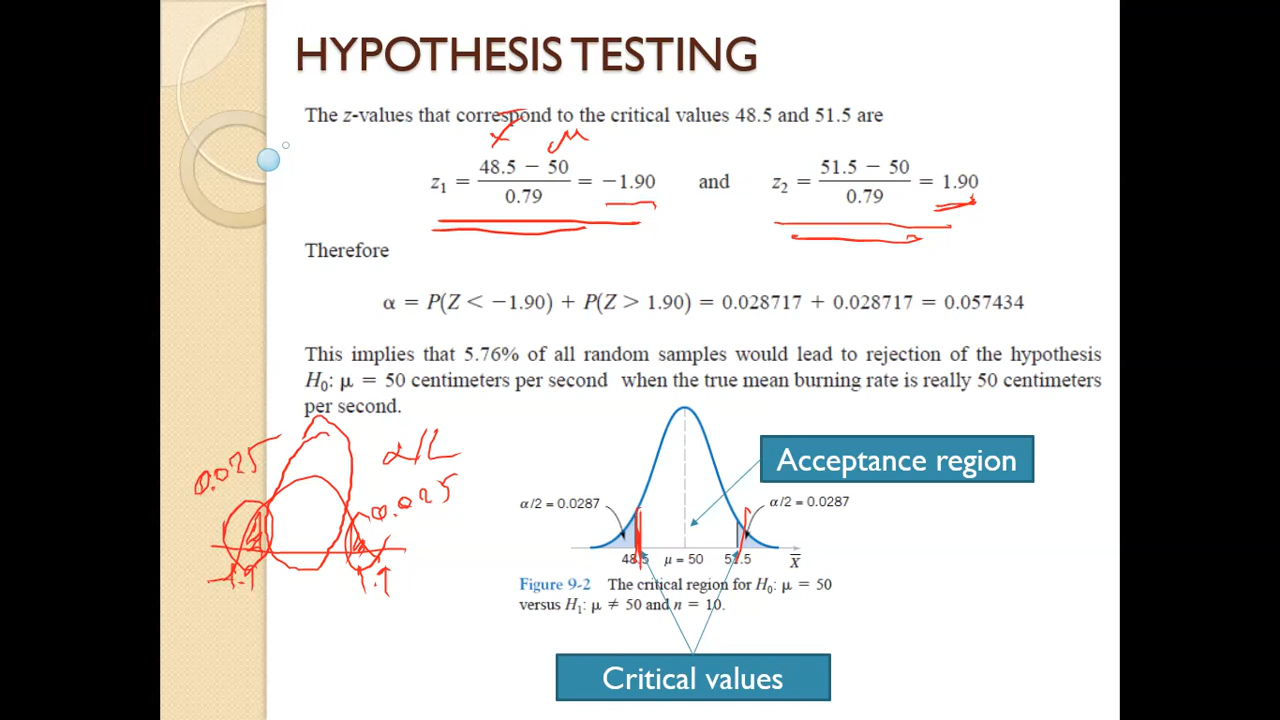 HYPOTHESIS TESTING
The z-values that correspond to the critical values 48.5 and 51.5 are
x̄ μ
z₁ = (48.5 − 50) / 0.79 = −1.90 and z₂ = (51.5 − 50) / 0.79 = 1.90
Therefore
α = P(Z < −1.90) + P(Z > 1.90) = 0.028717 + 0.028717 = 0.057434
This implies that 5.76% of all random samples would lead to rejection of the hypothesis
H₀: μ = 50 centimeters per second when the true mean burning rate is really 50 centimeters
per second.
0.025 α/2
0.025
-1.9 1.9
Acceptance region
α/2 = 0.0287 α/2 = 0.0287
48.5 μ = 50 51.5 X̄
Figure 9-2 The critical region for H₀: μ = 50
versus H₁: μ ≠ 50 and n = 10.
Critical values